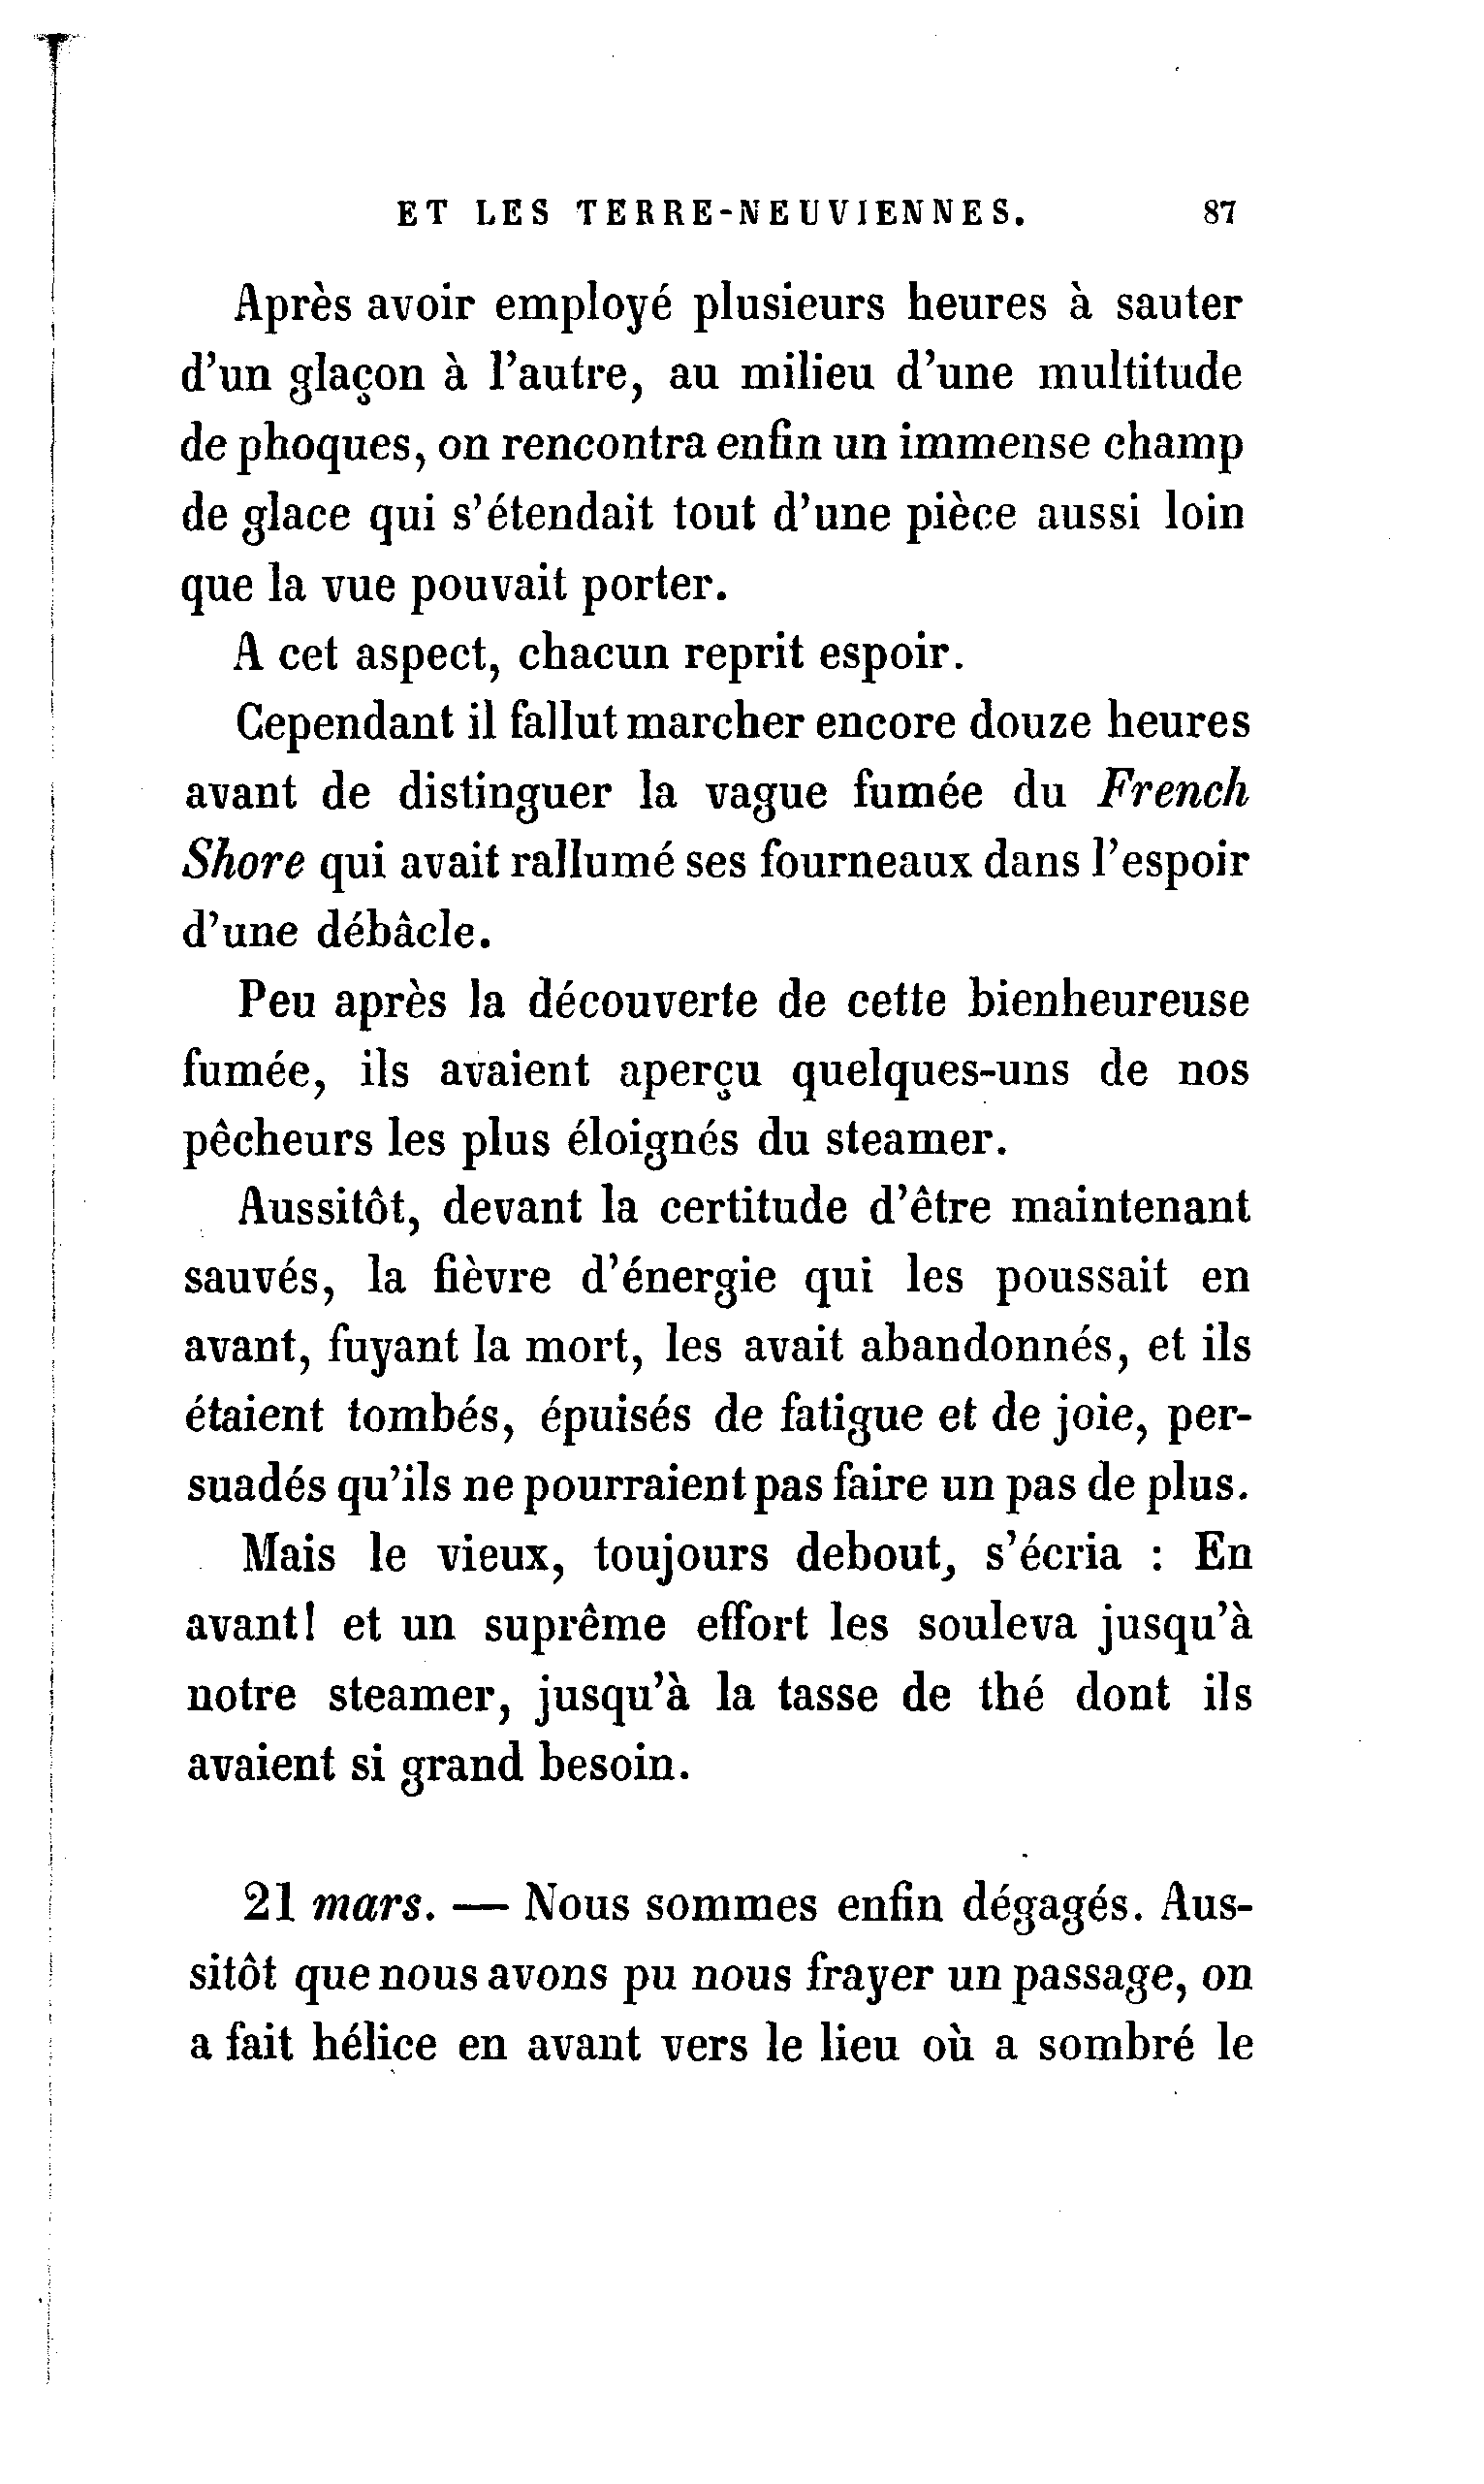 ET LES TERRE-NEUVIENNES. 87
Après avoir employé plusieurs heures à sauter
d'un glaçon à l'autre, au milieu d'une multitude
de phoques, on rencontra enfin un immense champ
de glace qui s'étendait tout d'une pièce aussi loin
que la vue pouvait porter.
A cet aspect, chacun reprit espoir.
Cependant il fallut marcher encore douze heures
avant de distinguer la vague fumée du French
Shore qui avait rallumé ses fourneaux dans l'espoir
d'une débâcle.
Peu après la découverte de cette bienheureuse
fumée, ils avaient aperçu quelques-uns de nos
pêcheurs les plus éloignés du steamer.
Aussitôt, devant la certitude d'être maintenant
sauvés, la fièvre d'énergie qui les poussait en
avant, fuyant la mort, les avait abandonnés, et ils
étaient tombés, épuisés de fatigue et de joie, per-
suadés qu'ils ne pourraient pas faire un pas de plus.
Mais le vieux, toujours debout, s'écria : En
avant! et un suprême effort les souleva jusqu'à
notre steamer, jusqu'à la tasse de thé dont ils
avaient si grand besoin.
21 mars. — Nous sommes enfin dégagés. Aus-
sitôt que nous avons pu nous frayer un passage, on
a fait hélice en avant vers le lieu où a sombré le